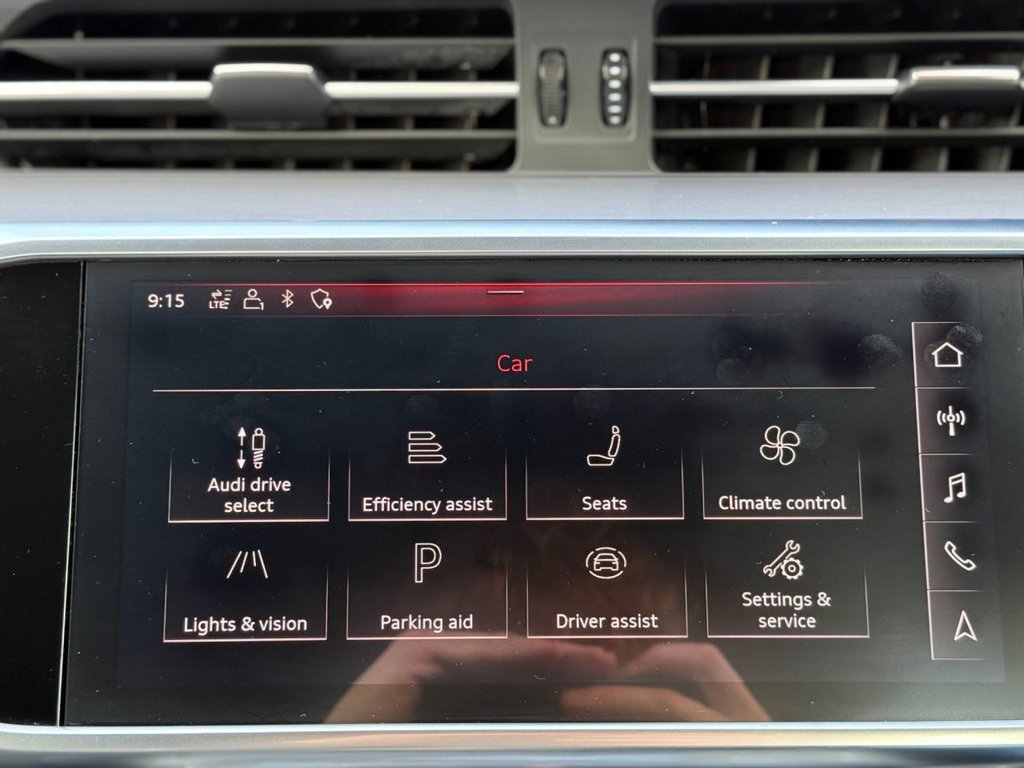 9:15 LTE 1
Car
Audi drive
select
Efficiency assist
Seats
Climate control
Lights & vision
P
Parking aid
Driver assist
Settings &
service